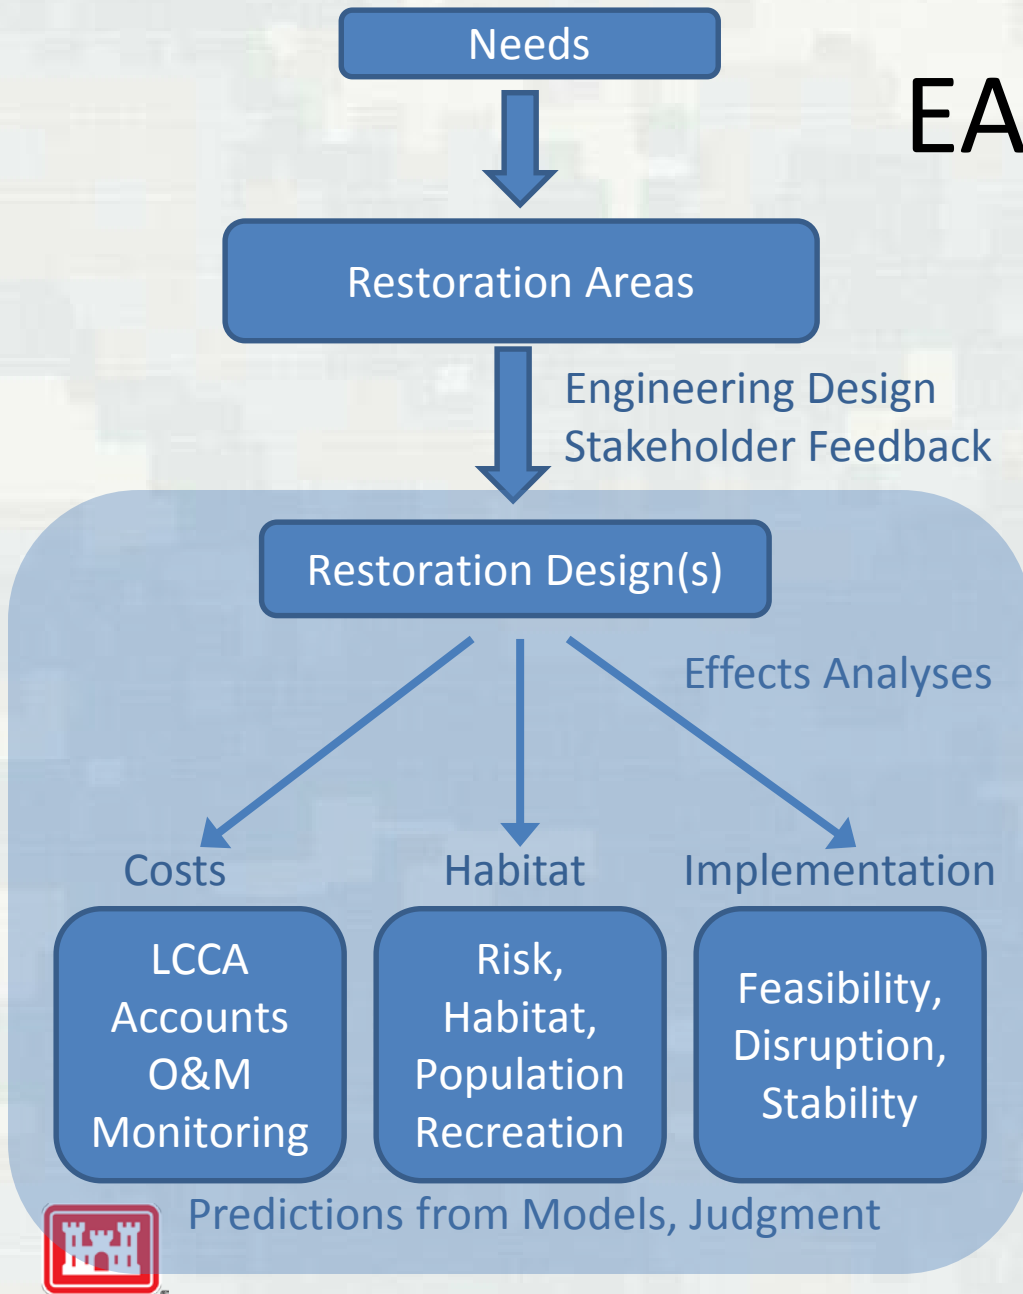 Needs
EA
Restoration Areas
Engineering Design
Stakeholder Feedback
Restoration Design(s)
Effects Analyses
Costs
Habitat
Implementation
LCCA
Accounts
O&M
Monitoring
Risk,
Habitat,
Population
Recreation
Feasibility,
Disruption,
Stability
Predictions from Models, Judgment